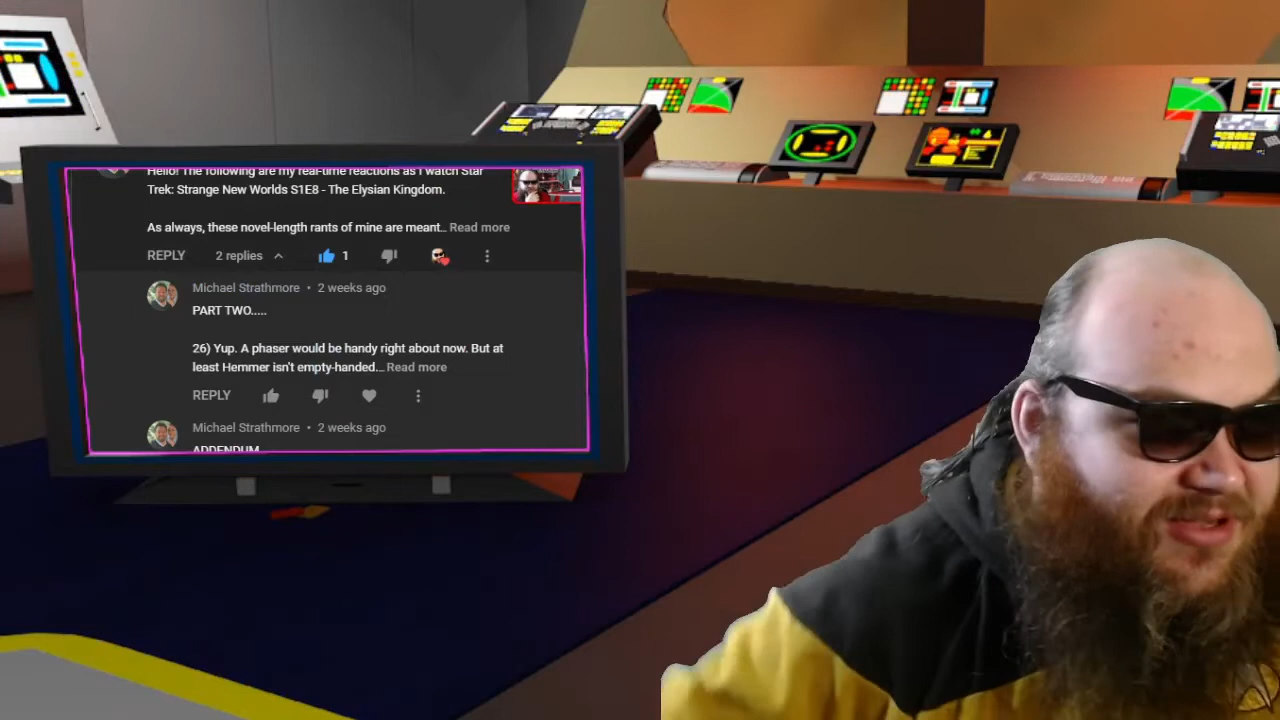 Hello! The following are my real-time reactions as I watch Star
Trek: Strange New Worlds S1E8 - The Elysian Kingdom.
As always, these novel-length rants of mine are meant... Read more
REPLY 2 replies 1
Michael Strathmore • 2 weeks ago
PART TWO.....
26) Yup. A phaser would be handy right about now. But at
least Hemmer isn't empty-handed... Read more
REPLY
Michael Strathmore • 2 weeks ago
ADDENDUM